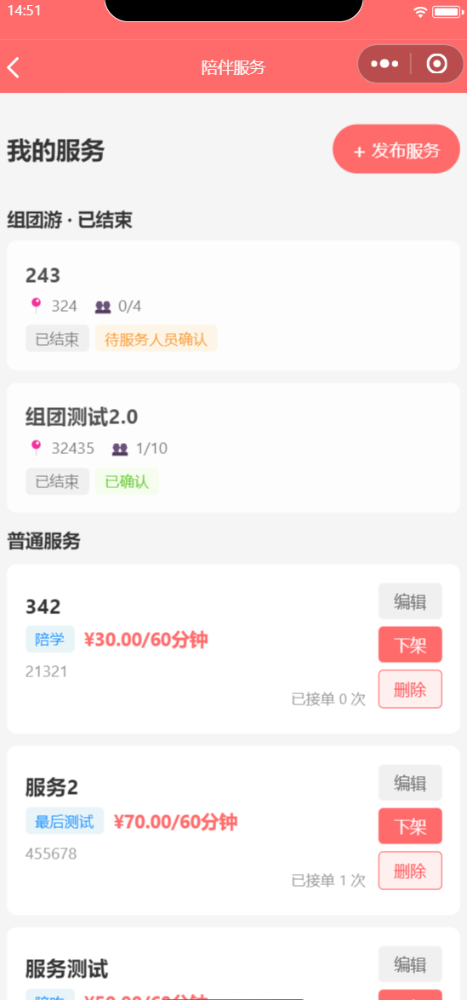 14:51
陪伴服务
我的服务
+ 发布服务
组团游 · 已结束
243
324 0/4
已结束 待服务人员确认
组团测试2.0
32435 1/10
已结束 已确认
普通服务
342
编辑
陪学 ¥30.00/60分钟
下架
21321
删除
已接单 0 次
服务2
编辑
最后测试 ¥70.00/60分钟
下架
455678
删除
已接单 1 次
服务测试
编辑